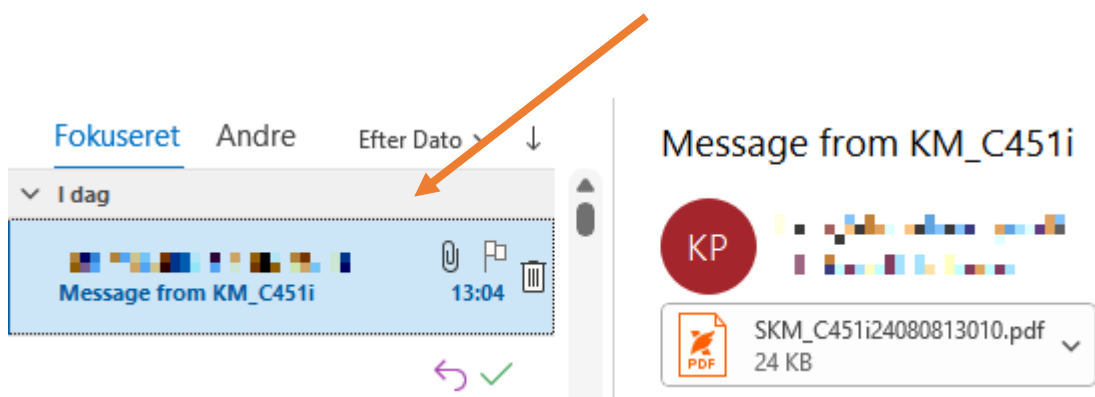 Fokuseret Andre Efter Dato
I dag
Message from KM_C451i
13:04
Message from KM_C451i
KP
SKM_C451i24080813010.pdf
24 KB
PDF